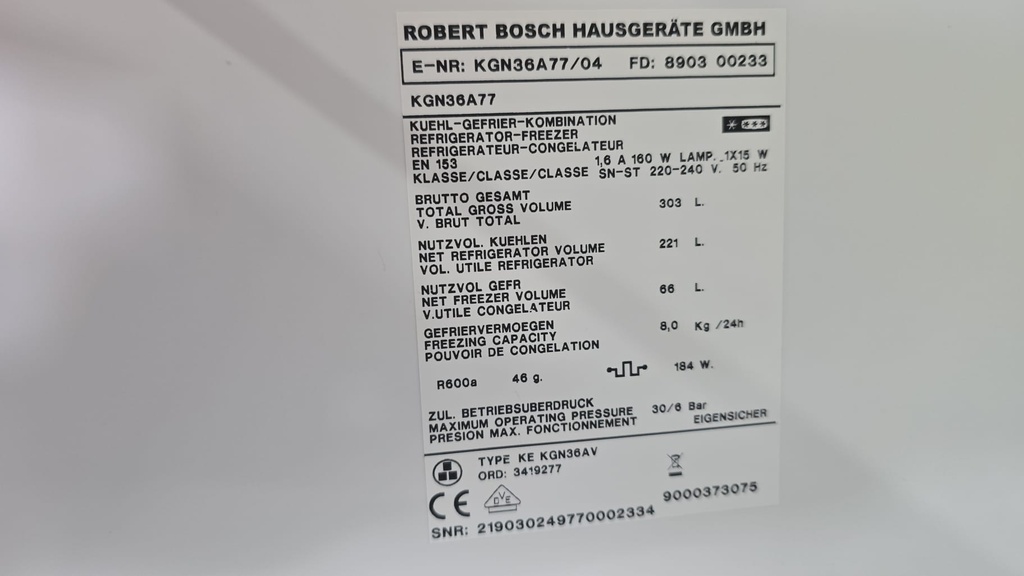 ROBERT BOSCH HAUSGERÄTE GMBH
E-NR: KGN36A77/04 FD: 8903 00233
KGN36A77
KUEHL-GEFRIER-KOMBINATION
REFRIGERATOR-FREEZER
REFRIGERATEUR-CONGELATEUR
EN 153 1,6 A 160 W LAMP. 1X15 W
KLASSE/CLASSE/CLASSE SN-ST 220-240 V. 50 Hz
BRUTTO GESAMT
TOTAL GROSS VOLUME 303 L.
V. BRUT TOTAL
NUTZVOL. KUEHLEN
NET REFRIGERATOR VOLUME 221 L.
VOL. UTILE REFRIGERATOR
NUTZVOL GEFR
NET FREEZER VOLUME 66 L.
V.UTILE CONGELATEUR
GEFRIERVERMOEGEN
FREEZING CAPACITY 8,0 Kg /24h
POUVOIR DE CONGELATION
R600a 46 g. 184 W.
ZUL. BETRIEBSUBERDRUCK
MAXIMUM OPERATING PRESSURE 30/6 Bar
PRESION MAX. FONCTIONNEMENT EIGENSICHER
TYPE KE KGN36AV
ORD: 3419277
CE DVE 9000373075
SNR: 219030249770002334